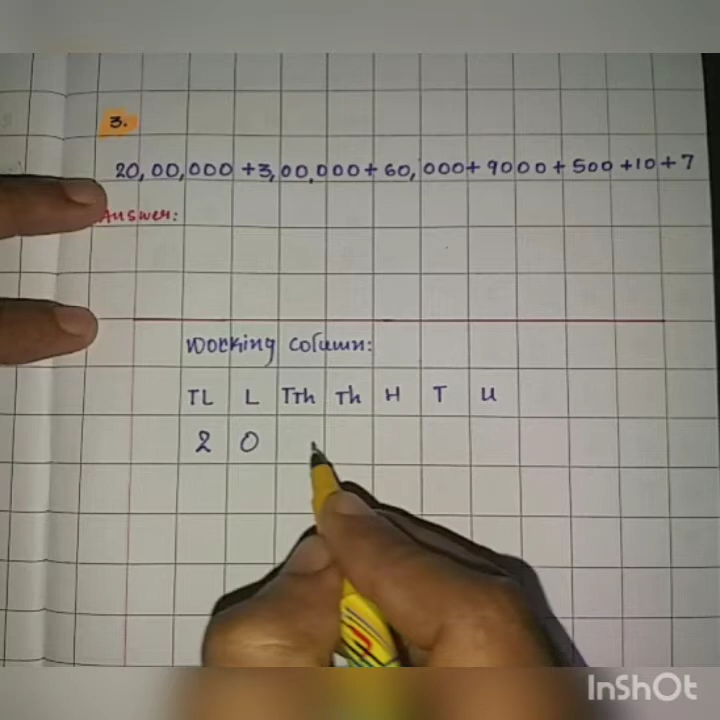 3.
20,00,000 +3,00,000+ 60,000+ 9000+ 500 +10+7
Answer:
Working Column:
TL L Tth Th H T U
2 0
InShOt